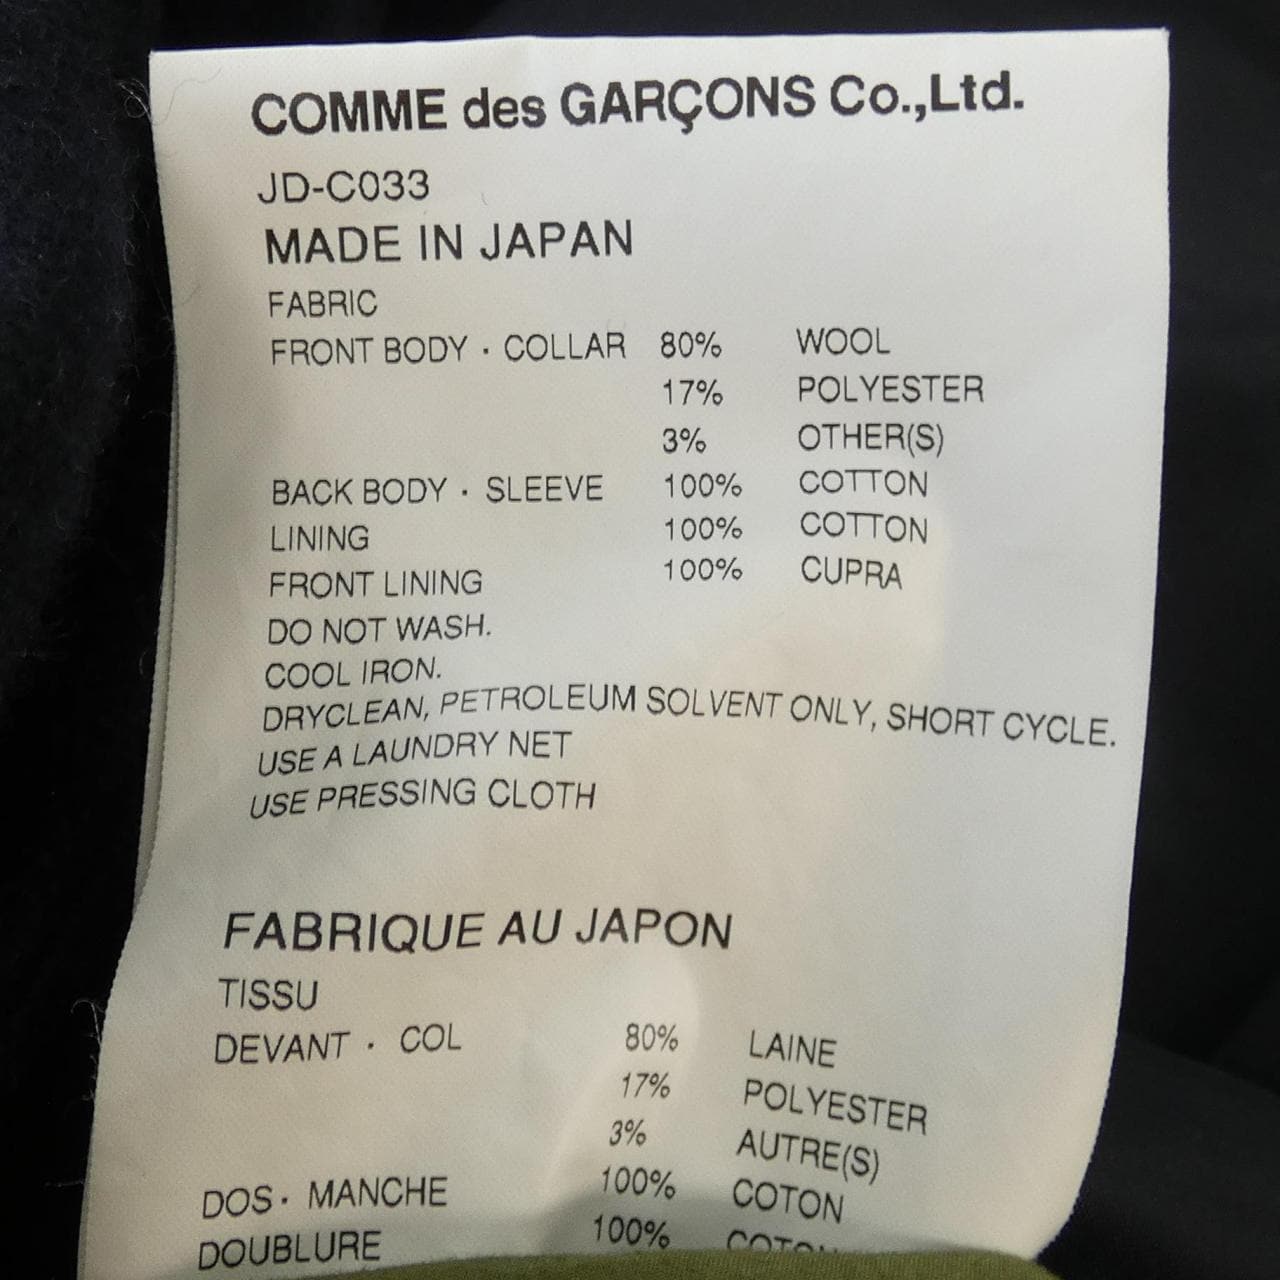 COMME des GARÇONS Co.,Ltd.
JD-C033
MADE IN JAPAN
FABRIC
FRONT BODY · COLLAR 80% WOOL
17% POLYESTER
3% OTHER(S)
BACK BODY · SLEEVE 100% COTTON
LINING 100% COTTON
FRONT LINING 100% CUPRA
DO NOT WASH.
COOL IRON.
DRYCLEAN, PETROLEUM SOLVENT ONLY, SHORT CYCLE.
USE A LAUNDRY NET
USE PRESSING CLOTH
FABRIQUE AU JAPON
TISSU
DEVANT · COL 80% LAINE
17% POLYESTER
3% AUTRE(S)
DOS · MANCHE 100% COTON
DOUBLURE 100%